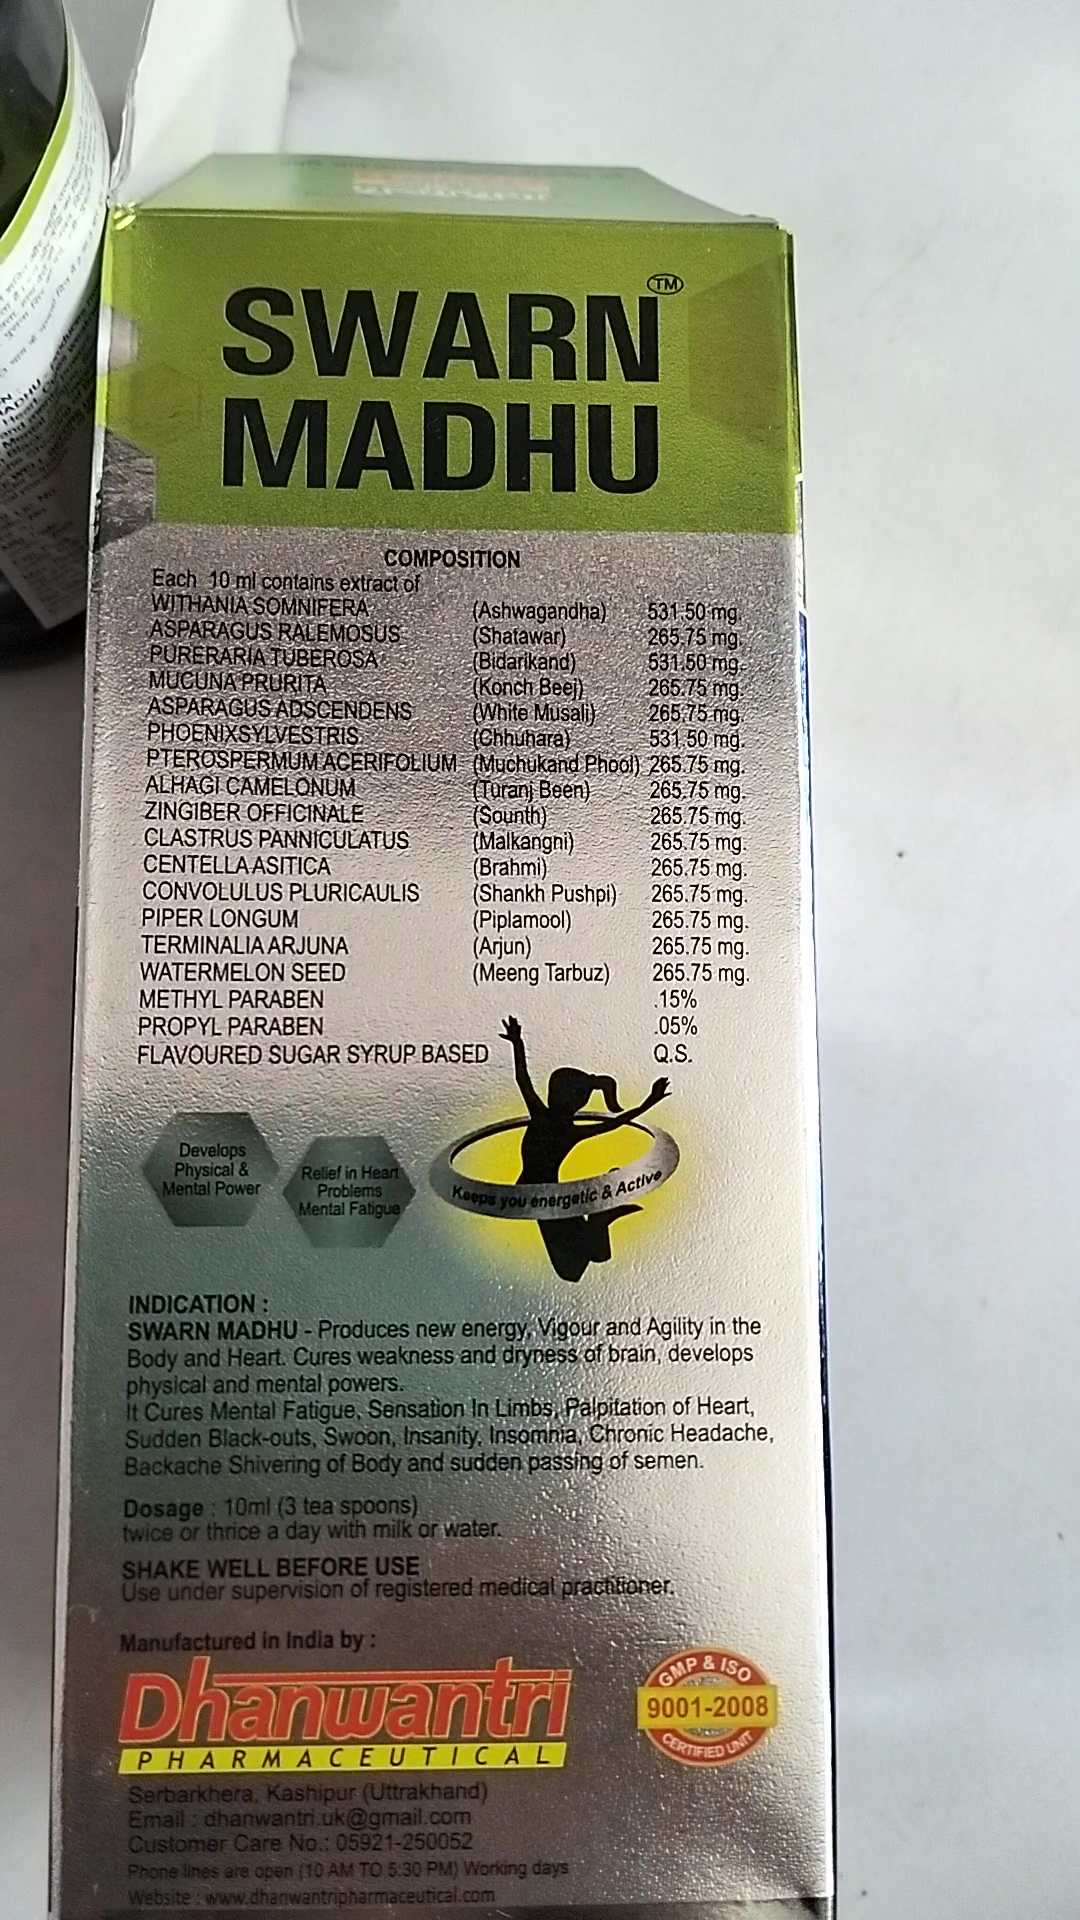 SWARN TM
MADHU
COMPOSITION
Each 10 ml contains extract of
WITHANIA SOMNIFERA (Ashwagandha) 531.50 mg.
ASPARAGUS RALEMOSUS (Shatawar) 265.75 mg.
PURERARIA TUBEROSA (Bidarikand) 531.50 mg.
MUCUNA PRURITA (Konch Beej) 265.75 mg.
ASPARAGUS ADSCENDENS (White Musali) 265.75 mg.
PHOENIXSYLVESTRIS (Chhuhara) 531.50 mg.
PTEROSPERMUM ACERIFOLIUM (Muchukand Phool) 265.75 mg.
ALHAGI CAMELONUM (Turanj Been) 265.75 mg.
ZINGIBER OFFICINALE (Sounth) 265.75 mg.
CLASTRUS PANNICULATUS (Malkangni) 265.75 mg.
CENTELLA ASITICA (Brahmi) 265.75 mg.
CONVOLULUS PLURICAULIS (Shankh Pushpi) 265.75 mg.
PIPER LONGUM (Piplamool) 265.75 mg.
TERMINALIA ARJUNA (Arjun) 265.75 mg.
WATERMELON SEED (Meeng Tarbuz) 265.75 mg.
METHYL PARABEN .15%
PROPYL PARABEN .05%
FLAVOURED SUGAR SYRUP BASED Q.S.
Develops
Physical &
Mental Power
Relief in Heart
Problems
Mental Fatigue
Keeps you energetic & Active
INDICATION :
SWARN MADHU - Produces new energy, Vigour and Agility in the
Body and Heart. Cures weakness and dryness of brain, develops
physical and mental powers.
It Cures Mental Fatigue, Sensation In Limbs, Palpitation of Heart,
Sudden Black-outs, Swoon, Insanity, Insomnia, Chronic Headache,
Backache Shivering of Body and sudden passing of semen.
Dosage : 10ml (3 tea spoons)
twice or thrice a day with milk or water.
SHAKE WELL BEFORE USE
Use under supervision of registered medical practitioner.
Manufactured in India by :
Dhanwantri
PHARMACEUTICAL
GMP & ISO
9001-2008
CERTIFIED UNIT
Serbarkhera, Kashipur (Uttrakhand)
Email : dhanwantri.uk@gmail.com
Customer Care No.: 05921-250052
Phone lines are open (10 AM TO 5:30 PM) Working days
Website : www.dhanwantripharmaceutical.com